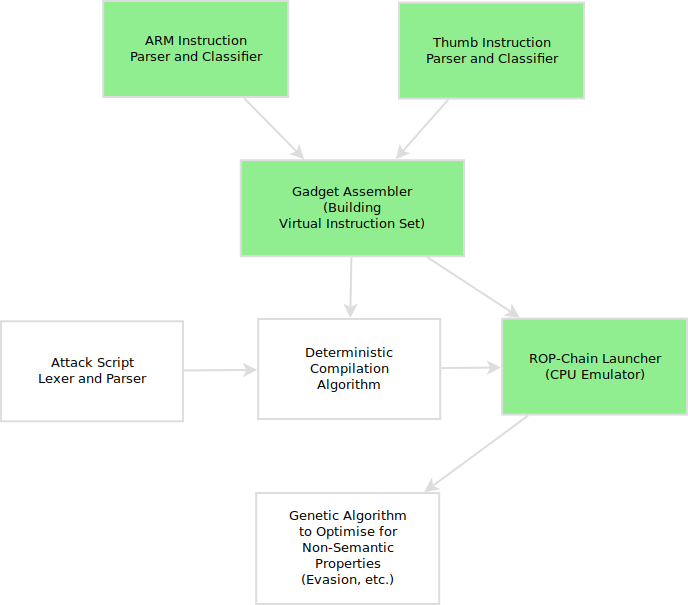 ARM Instruction
Parser and Classifier
Thumb Instruction
Parser and Classifier
Gadget Assembler
(Building
Virtual Instruction Set)
Attack Script
Lexer and Parser
Deterministic
Compilation
Algorithm
ROP-Chain Launcher
(CPU Emulator)
Genetic Algorithm
to Optimise for
Non-Semantic
Properties
(Evasion, etc.)